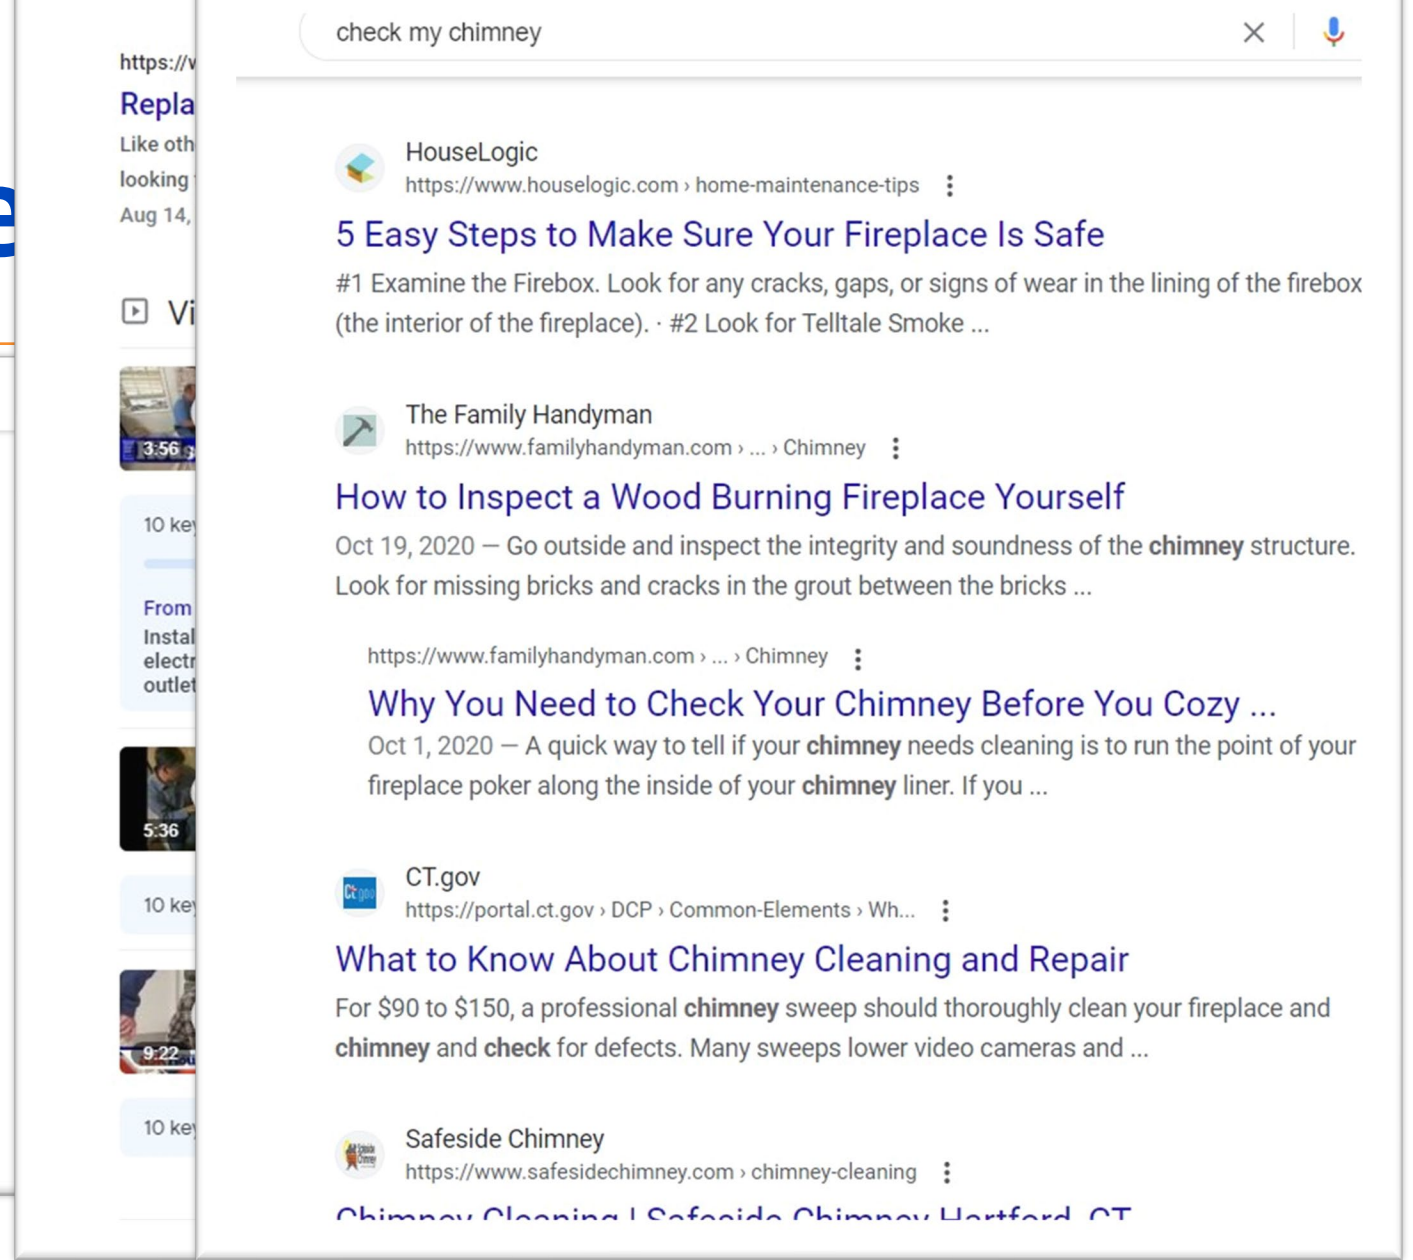 e
https://w
Repla
Like oth
looking
Aug 14,
Vi
3:56
10 key
From
Instal
electr
outlet
5:36
10 key
9:22
10 key
check my chimney
HouseLogic
https://www.houselogic.com › home-maintenance-tips
5 Easy Steps to Make Sure Your Fireplace Is Safe
#1 Examine the Firebox. Look for any cracks, gaps, or signs of wear in the lining of the firebox
(the interior of the fireplace). · #2 Look for Telltale Smoke ...
The Family Handyman
https://www.familyhandyman.com › ... › Chimney
How to Inspect a Wood Burning Fireplace Yourself
Oct 19, 2020 — Go outside and inspect the integrity and soundness of the chimney structure.
Look for missing bricks and cracks in the grout between the bricks ...
https://www.familyhandyman.com › ... › Chimney
Why You Need to Check Your Chimney Before You Cozy ...
Oct 1, 2020 — A quick way to tell if your chimney needs cleaning is to run the point of your
fireplace poker along the inside of your chimney liner. If you ...
CT.gov
https://portal.ct.gov › DCP › Common-Elements › Wh...
What to Know About Chimney Cleaning and Repair
For $90 to $150, a professional chimney sweep should thoroughly clean your fireplace and
chimney and check for defects. Many sweeps lower video cameras and ...
Safeside Chimney
https://www.safesidechimney.com › chimney-cleaning
Chimney Cleaning | Safeside Chimney Hartford, CT